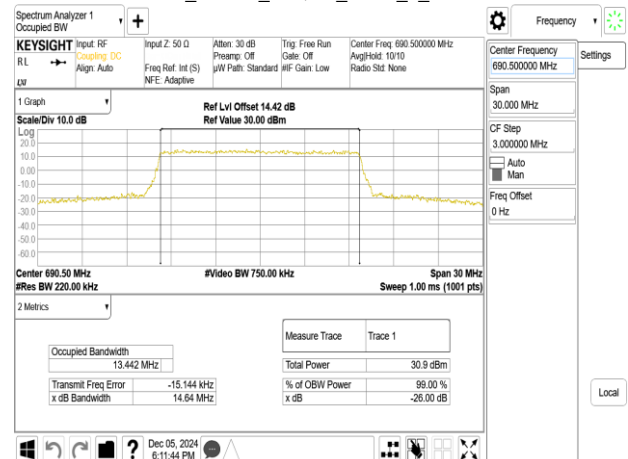 Spectrum Analyzer 1
Occupied BW
Frequency
KEYSIGHT
RL
Input: RF
Coupling: DC
Align: Auto
Input Z: 50 Ω
Freq Ref: Int (S)
NFE: Adaptive
Atten: 30 dB
Preamp: Off
µW Path: Standard
Trig: Free Run
Gate: Off
#IF Gain: Low
Center Freq: 690.500000 MHz
Avg|Hold: 10/10
Radio Std: None
Center Frequency
690.500000 MHz
Settings
Span
30.000 MHz
CF Step
3.000000 MHz
Auto
Man
Freq Offset
0 Hz
Local
1 Graph
Scale/Div 10.0 dB
Ref Lvl Offset 14.42 dB
Ref Value 30.00 dBm
Log
20.0
10.0
0.00
-10.0
-20.0
-30.0
-40.0
-50.0
-60.0
Center 690.50 MHz
#Video BW 750.00 kHz
Span 30 MHz
#Res BW 220.00 kHz
Sweep 1.00 ms (1001 pts)
2 Metrics
Measure Trace Trace 1
Occupied Bandwidth
13.442 MHz
Total Power 30.9 dBm
Transmit Freq Error -15.144 kHz
% of OBW Power 99.00 %
x dB Bandwidth 14.64 MHz
x dB -26.00 dB
Dec 05, 2024
6:11:44 PM